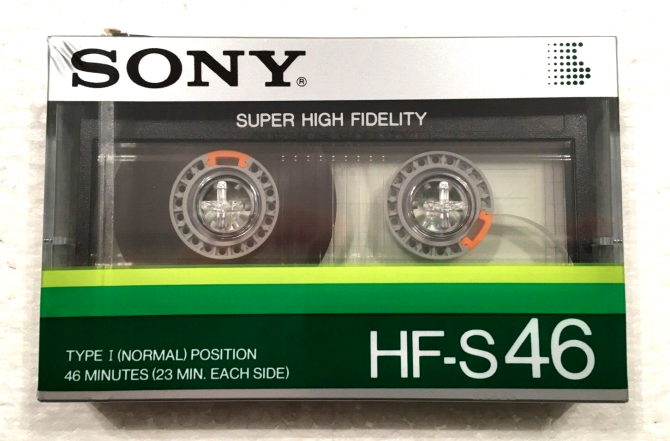 SONY®
SUPER HIGH FIDELITY
TYPE I (NORMAL) POSITION
46 MINUTES (23 MIN. EACH SIDE)
HF-S46